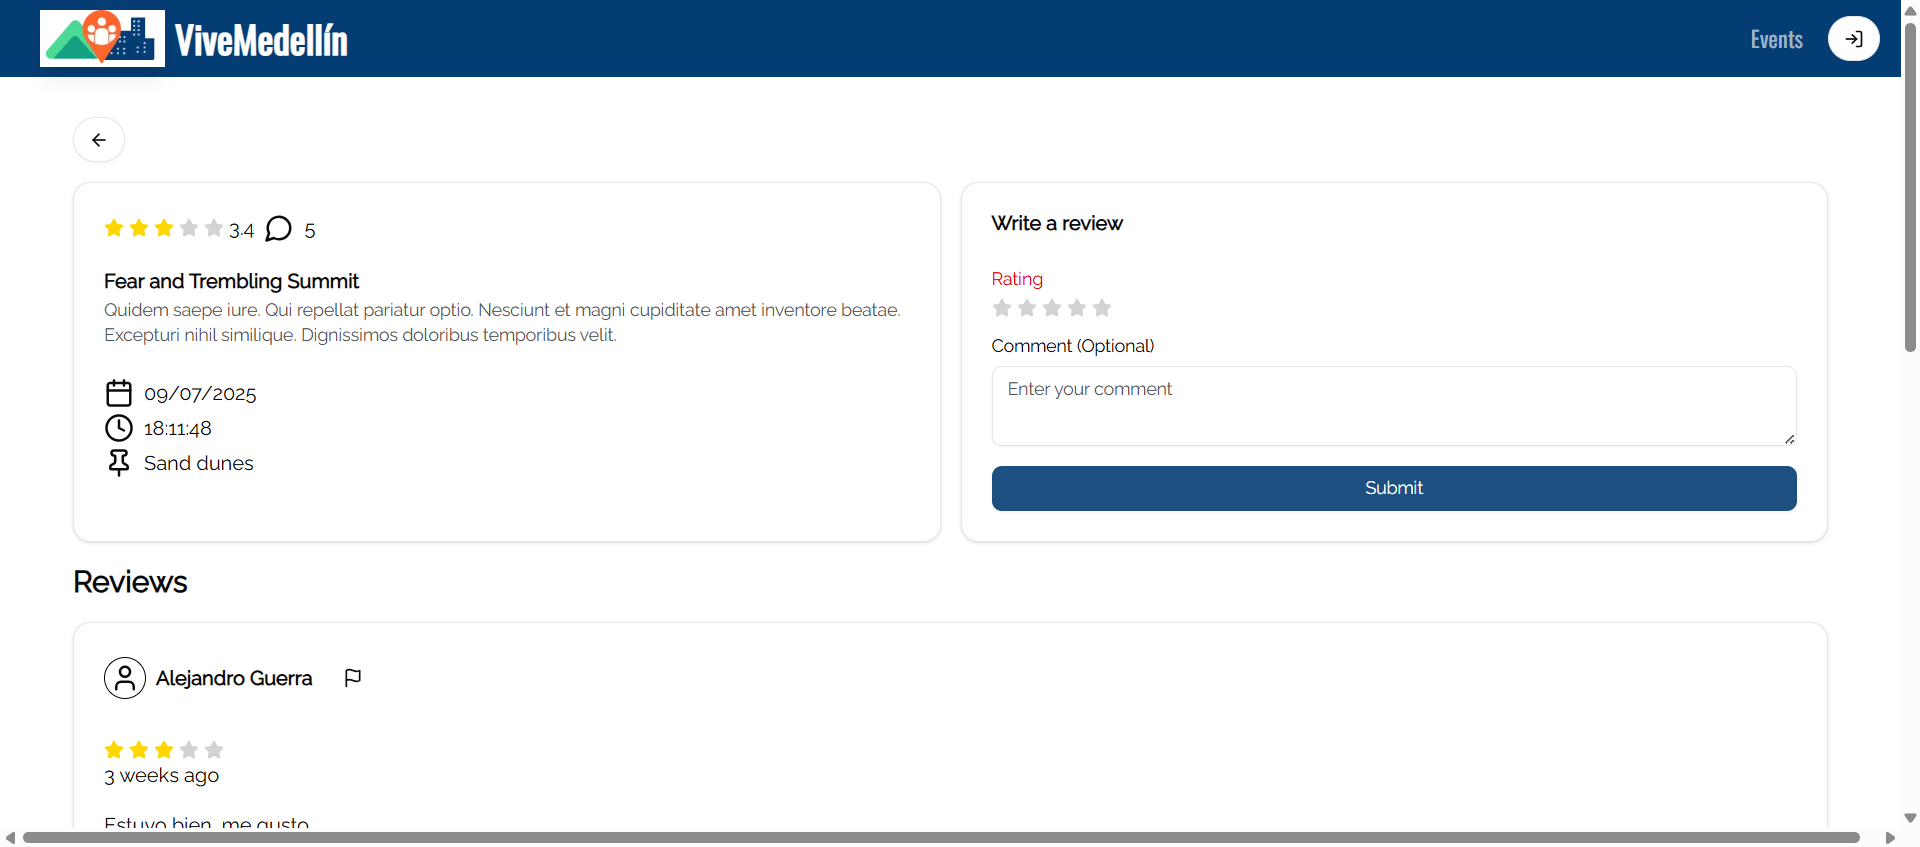 ViveMedellín
Events
3.4 5
Fear and Trembling Summit
Quidem saepe iure. Qui repellat pariatur optio. Nesciunt et magni cupiditate amet inventore beatae.
Excepturi nihil similique. Dignissimos doloribus temporibus velit.
09/07/2025
18:11:48
Sand dunes
Write a review
Rating
Comment (Optional)
Enter your comment
Submit
Reviews
Alejandro Guerra
3 weeks ago
Estuvo bien, me gusto